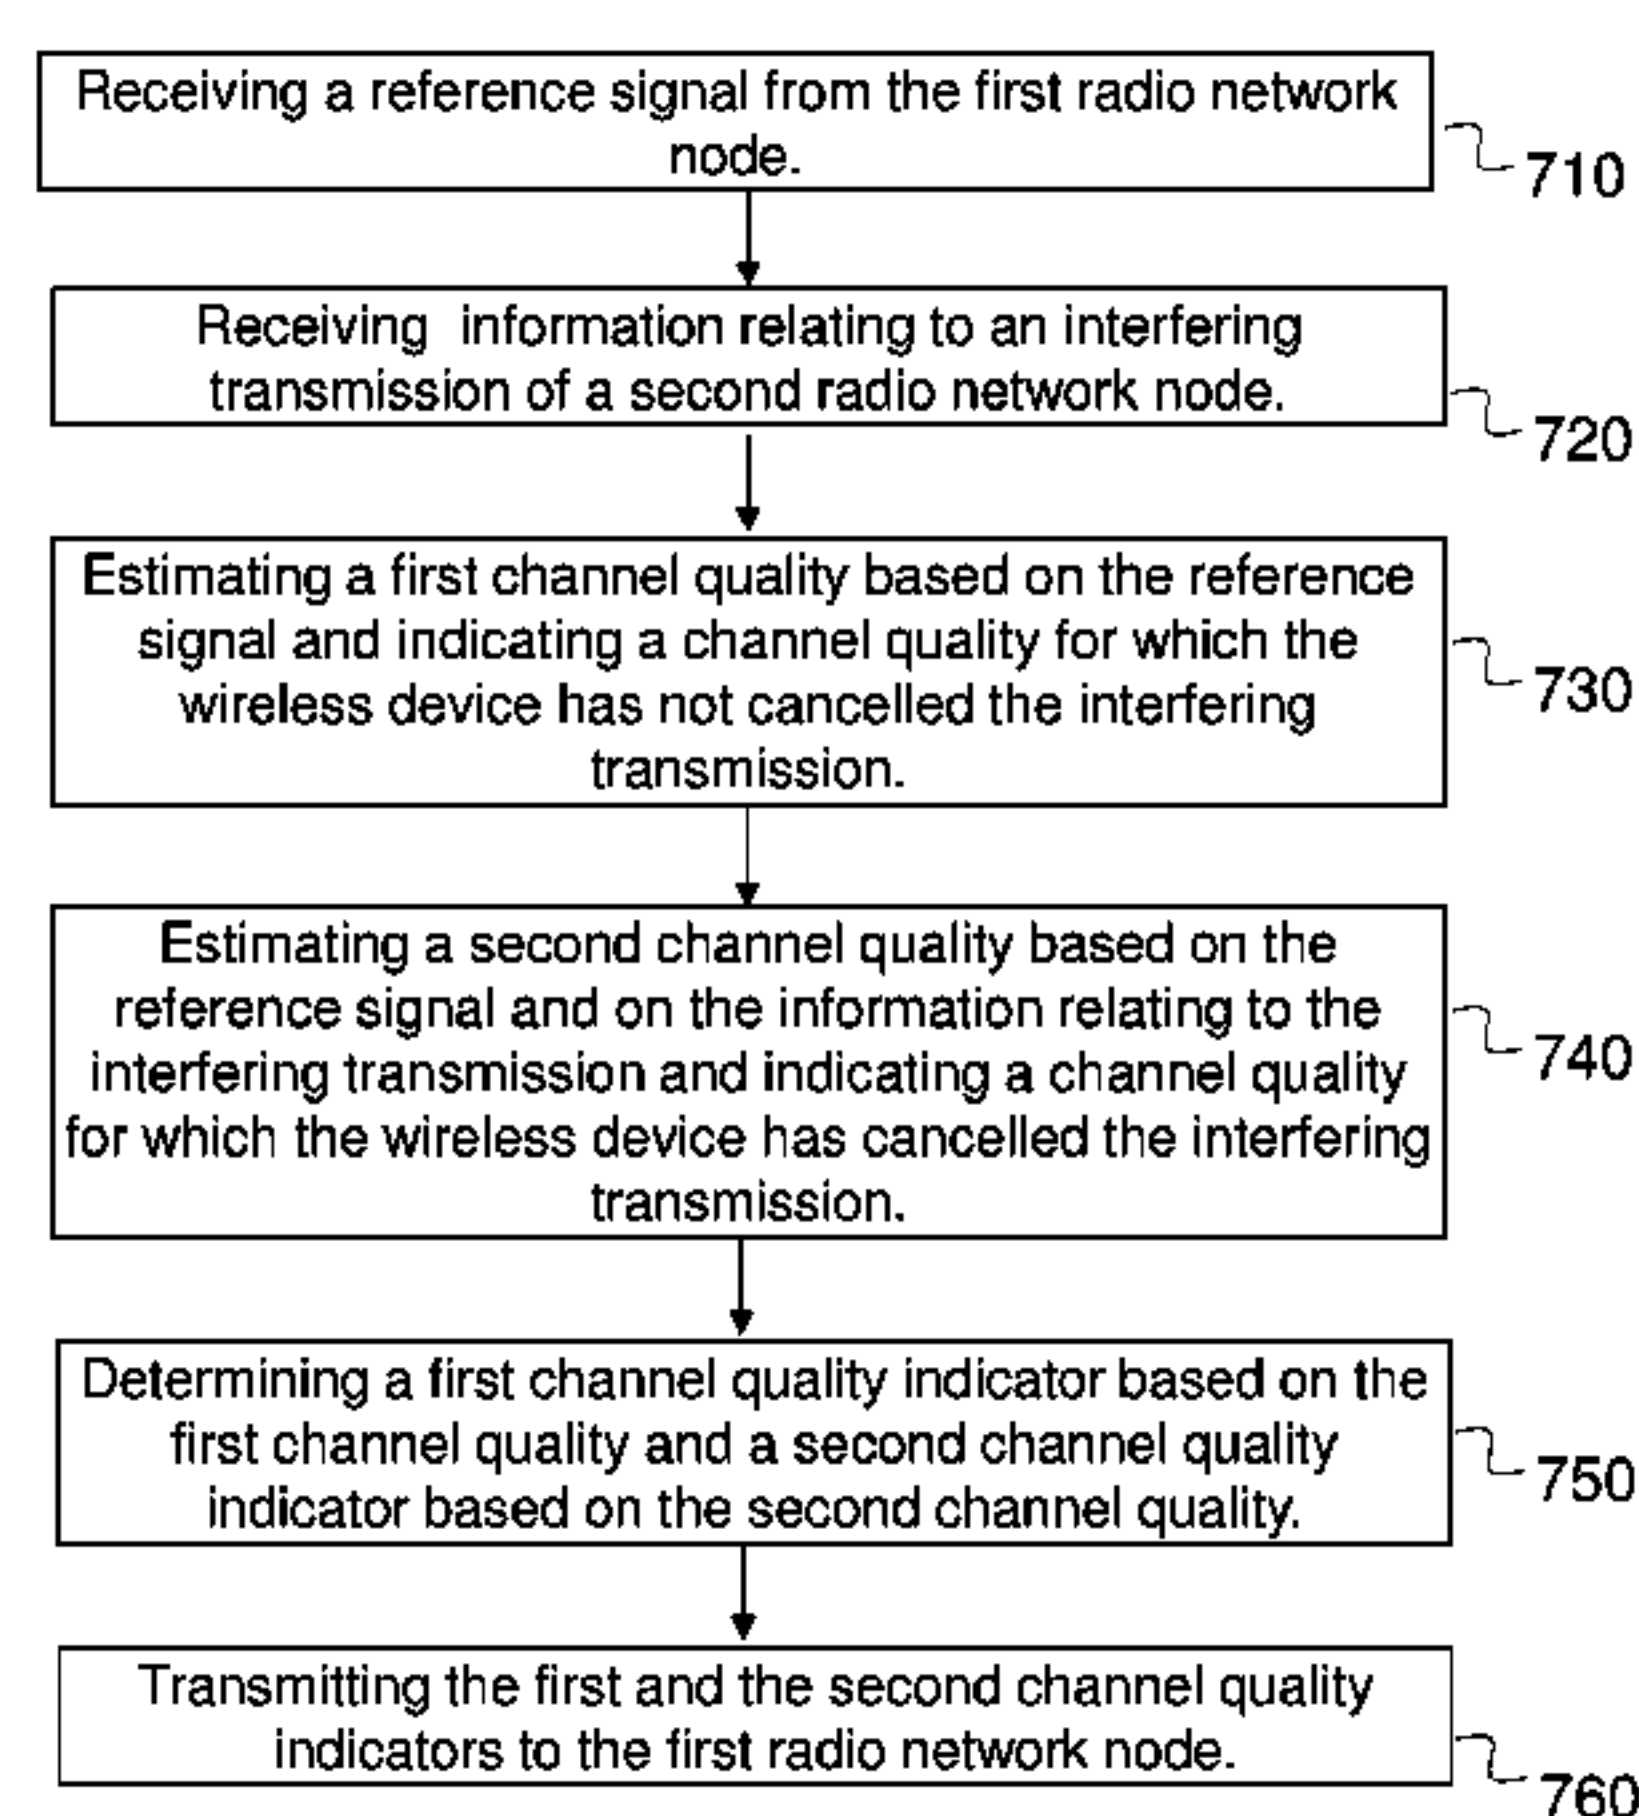 Receiving a reference signal from the first radio network
node.
710
Receiving  information relating to an interfering
transmission of a second radio network node.
720
Estimating a first channel quality based on the reference
signal and indicating a channel quality for which the
wireless device has not cancelled the interfering
transmission.
730
Estimating a second channel quality based on the
reference signal and on the information relating to the
interfering transmission and indicating a channel quality
for which the wireless device has cancelled the interfering
transmission.
740
Determining a first channel quality indicator based on the
first channel quality and a second channel quality
indicator based on the second channel quality.
750
Transmitting the first and the second channel quality
indicators to the first radio network node.
760